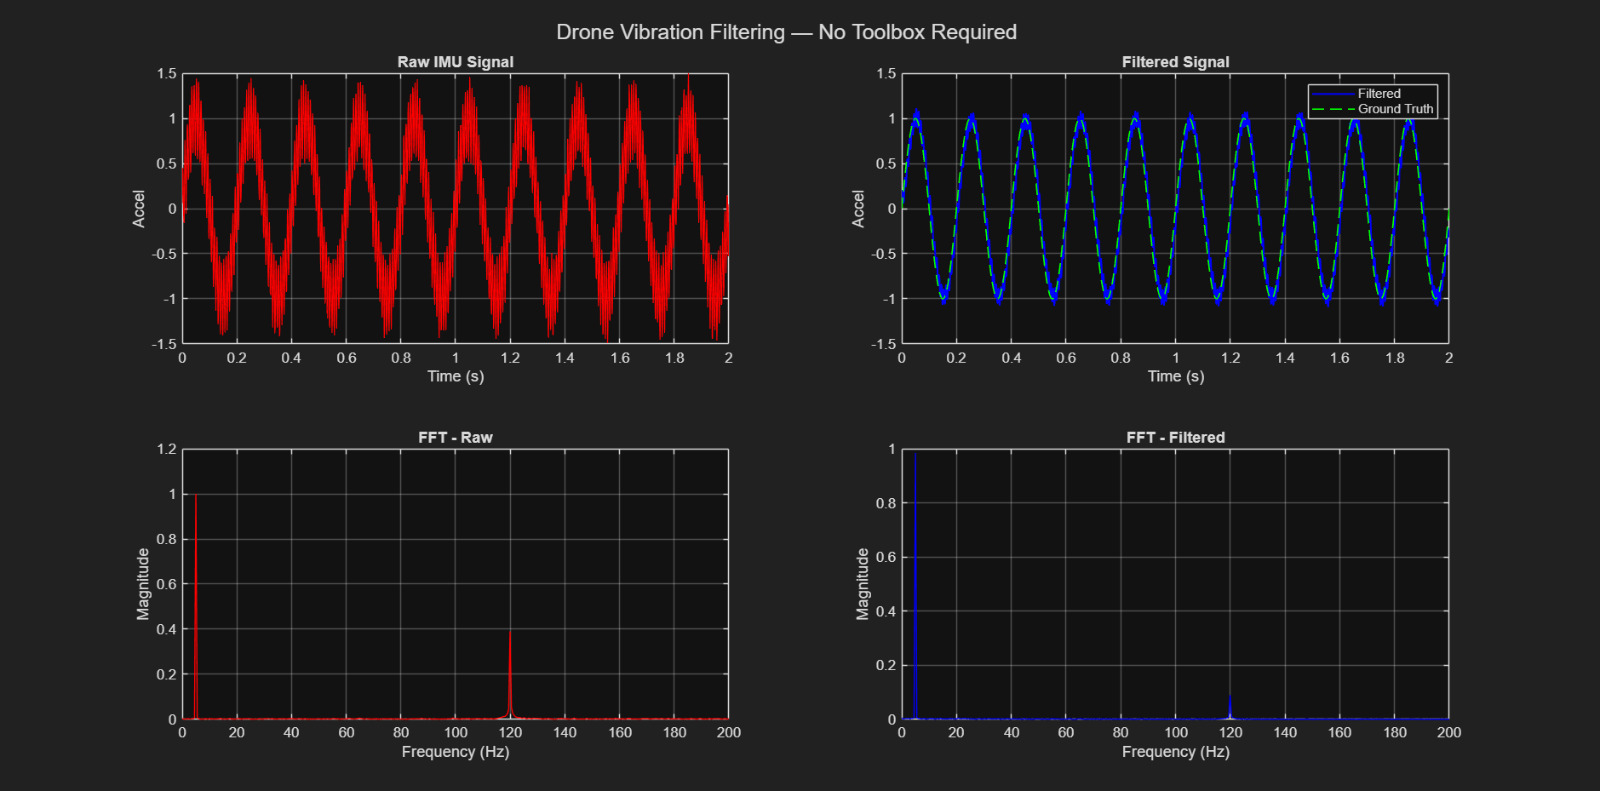 Drone Vibration Filtering — No Toolbox Required
Raw IMU Signal
1.5
1
0.5
0
-0.5
-1
-1.5
Accel
0 0.2 0.4 0.6 0.8 1 1.2 1.4 1.6 1.8 2
Time (s)
Filtered Signal
Filtered
Ground Truth
1.5
1
0.5
0
-0.5
-1
-1.5
Accel
0 0.2 0.4 0.6 0.8 1 1.2 1.4 1.6 1.8 2
Time (s)
FFT - Raw
1.2
1
0.8
0.6
0.4
0.2
0
Magnitude
0 20 40 60 80 100 120 140 160 180 200
Frequency (Hz)
FFT - Filtered
1
0.8
0.6
0.4
0.2
0
Magnitude
0 20 40 60 80 100 120 140 160 180 200
Frequency (Hz)